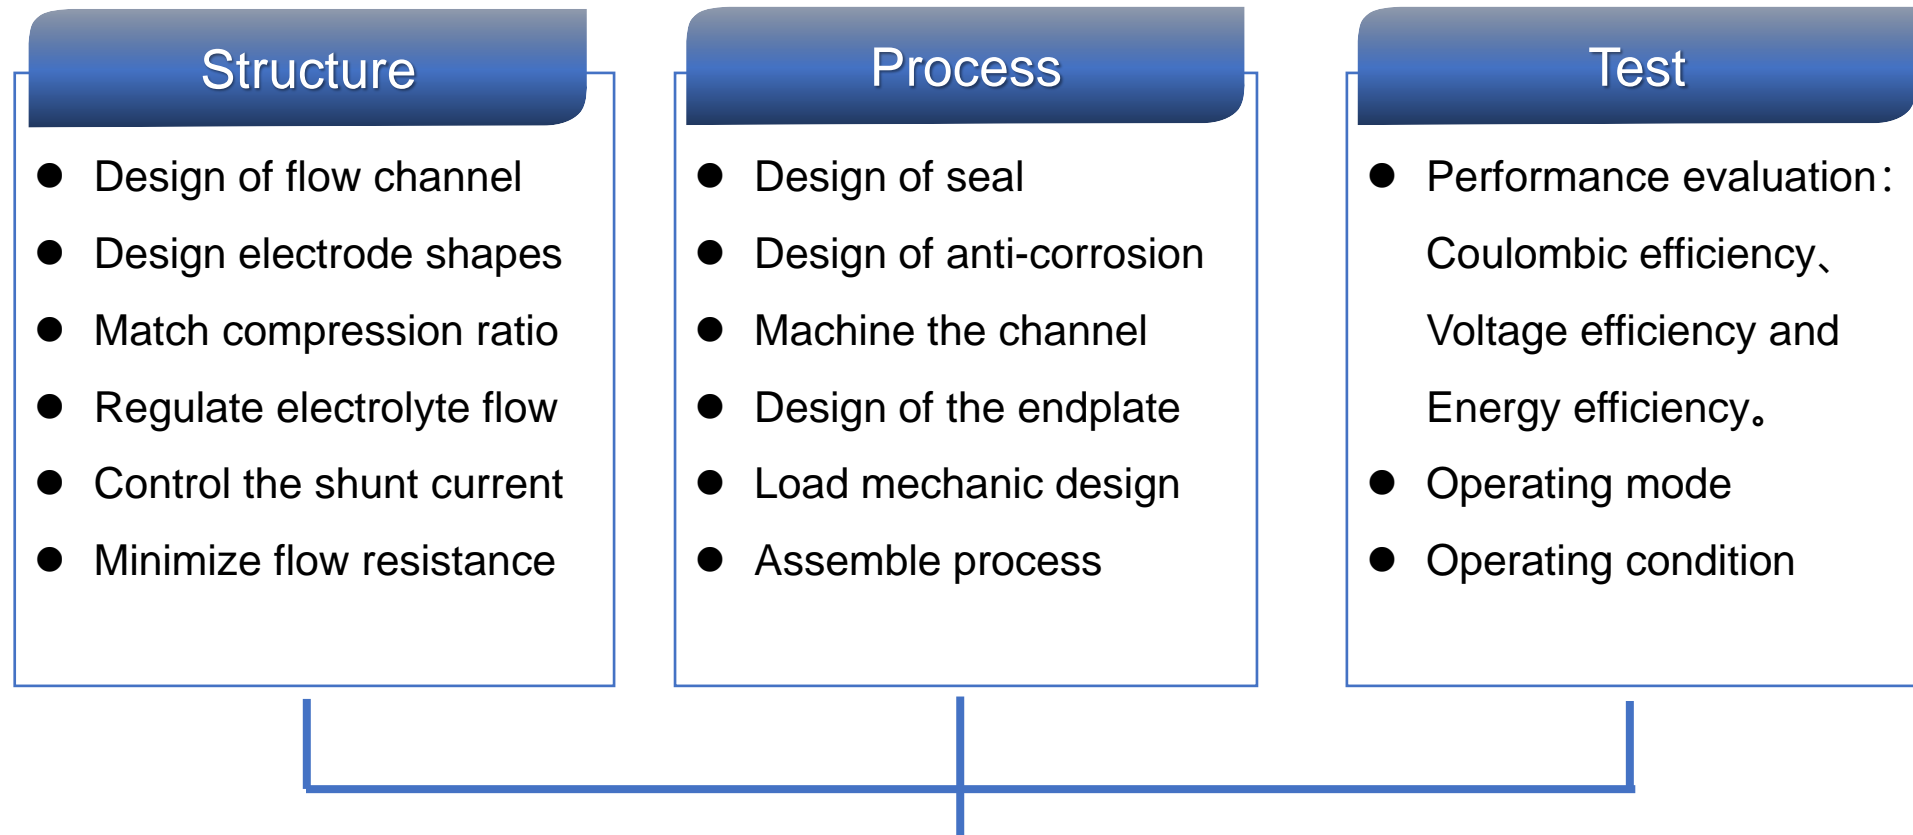 Structure
● Design of flow channel
● Design electrode shapes
● Match compression ratio
● Regulate electrolyte flow
● Control the shunt current
● Minimize flow resistance
Process
● Design of seal
● Design of anti-corrosion
● Machine the channel
● Design of the endplate
● Load mechanic design
● Assemble process
Test
● Performance evaluation：
Coulombic efficiency、
Voltage efficiency and
Energy efficiency。
● Operating mode
● Operating condition